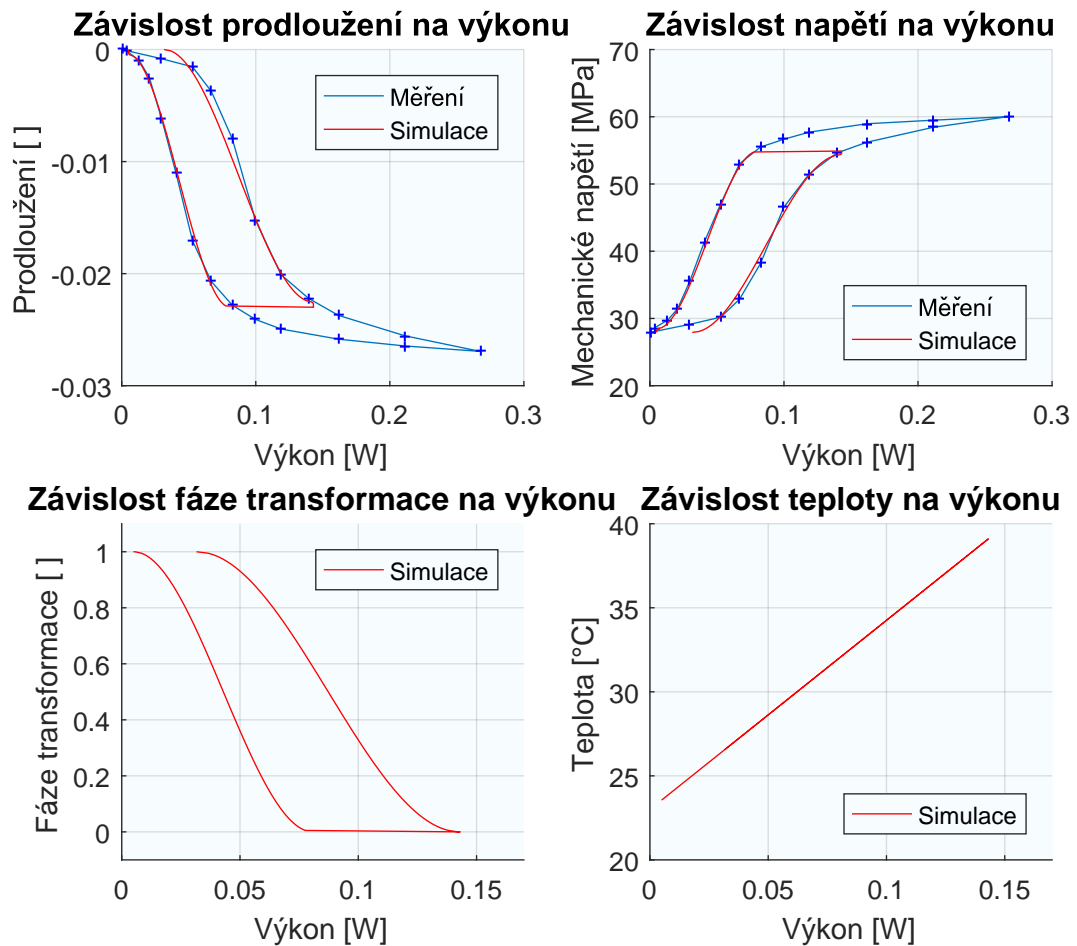 Závislost prodloužení na výkonu
0
-0.01
-0.02
-0.03
Prodloužení [ ]
Měření
Simulace
0
0.1
0.2
0.3
Výkon [W]
Závislost napětí na výkonu
70
60
50
40
30
20
Mechanické napětí [MPa]
Měření
Simulace
0
0.1
0.2
0.3
Výkon [W]
Závislost fáze transformace na výkonu
1
0.8
0.6
0.4
0.2
0
Fáze transformace [ ]
Simulace
0
0.05
0.1
0.15
Výkon [W]
Závislost teploty na výkonu
40
35
30
25
20
Teplota [°C]
Simulace
0
0.05
0.1
0.15
Výkon [W]